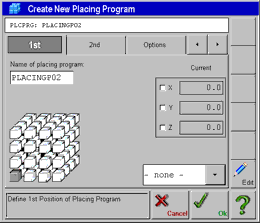 Create New Placing Program
PLCPRG: PLACINGP02
1st
2nd
Options
Name of placing program:
PLACINGP02
Current
X
0.0
Y
0.0
Z
0.0
- none -
Edit
Define 1st Position of Placing Program
Cancel
Ok
?